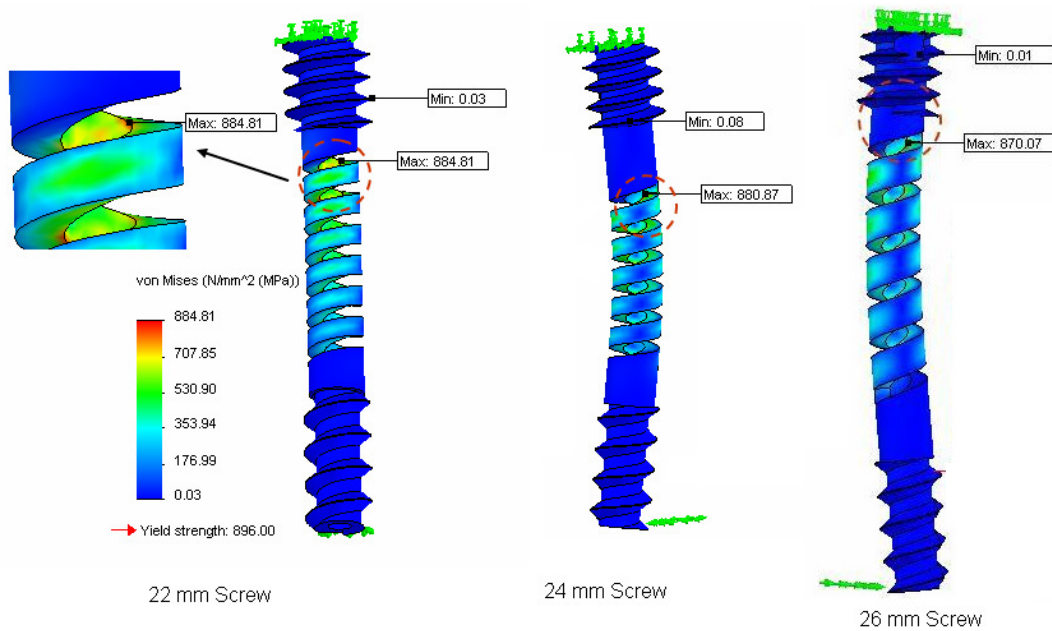 Max: 884.81
Min: 0.03
Max: 884.81
von Mises (N/mm^2 (MPa))
884.81
707.85
530.90
353.94
176.99
0.03
Yield strength: 896.00
22 mm Screw
Min: 0.08
Max: 880.87
24 mm Screw
Min: 0.01
Max: 870.07
26 mm Screw